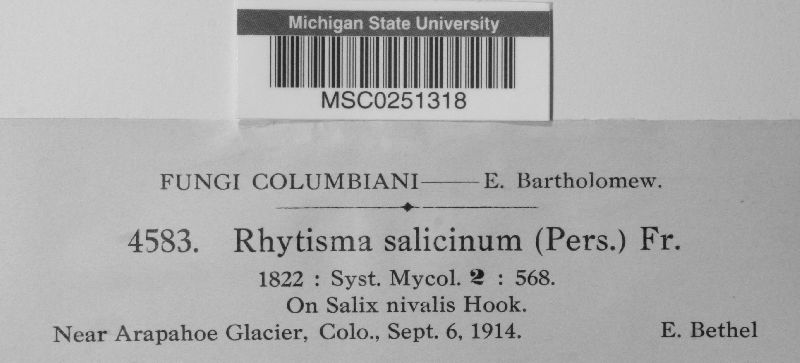 Michigan State University
MSC0251318
FUNGI COLUMBIANI—E. Bartholomew.
4583. Rhytisma salicinum (Pers.) Fr.
1822 : Syst. Mycol. 2 : 568.
On Salix nivalis Hook.
Near Arapahoe Glacier, Colo., Sept. 6, 1914. E. Bethel